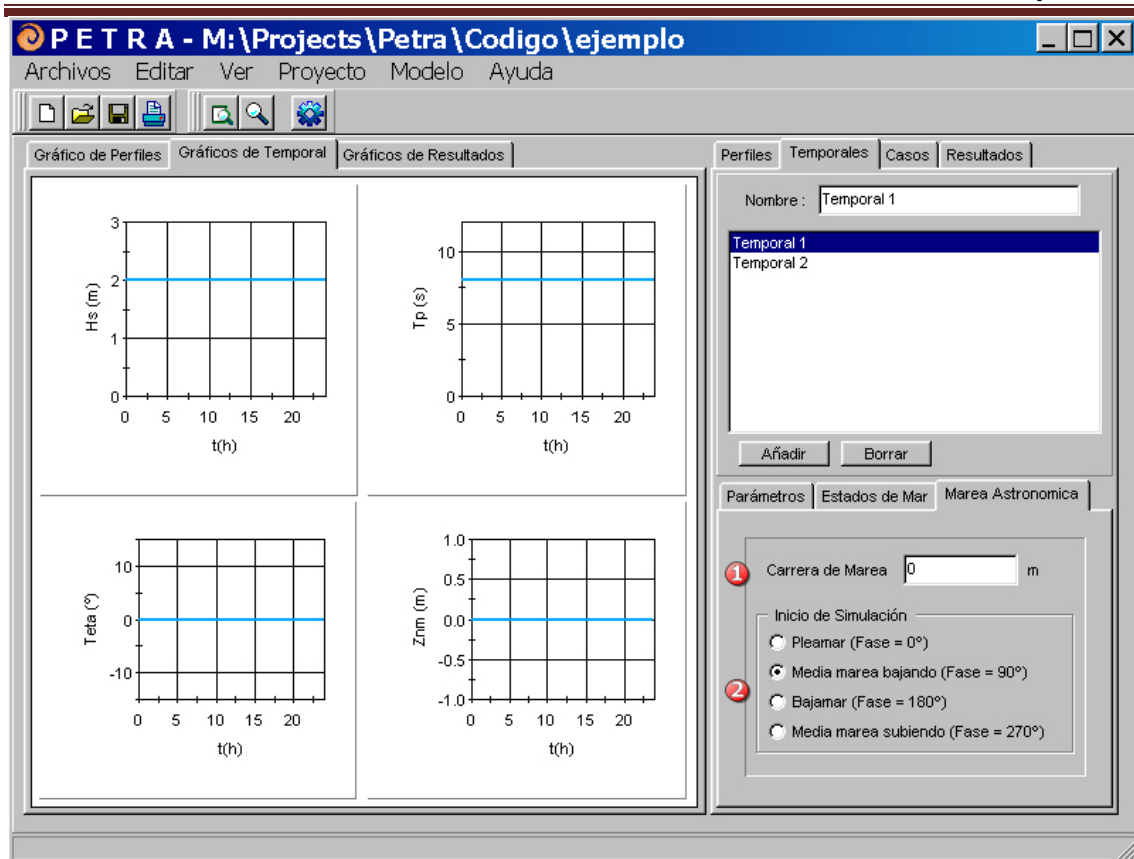 P E T R A - M:\Projects\Petra\Codigo\ejemplo
Archivos Editar Ver Proyecto Modelo Ayuda
Gráfico de Perfiles Gráficos de Temporal Gráficos de Resultados
3
2
1
0
Hs (m)
0 5 10 15 20
t(h)
10
5
0
Tp (s)
0 5 10 15 20
t(h)
10
0
-10
Teta (º)
0 5 10 15 20
t(h)
1.0
0.5
0.0
-0.5
-1.0
Znm (m)
0 5 10 15 20
t(h)
Perfiles Temporales Casos Resultados
Nombre : Temporal 1
Temporal 1
Temporal 2
Añadir Borrar
Parámetros Estados de Mar Marea Astronomica
1 Carrera de Marea 0 m
Inicio de Simulación
Pleamar (Fase = 0º)
Media marea bajando (Fase = 90º)
2
Bajamar (Fase = 180º)
Media marea subiendo (Fase = 270º)